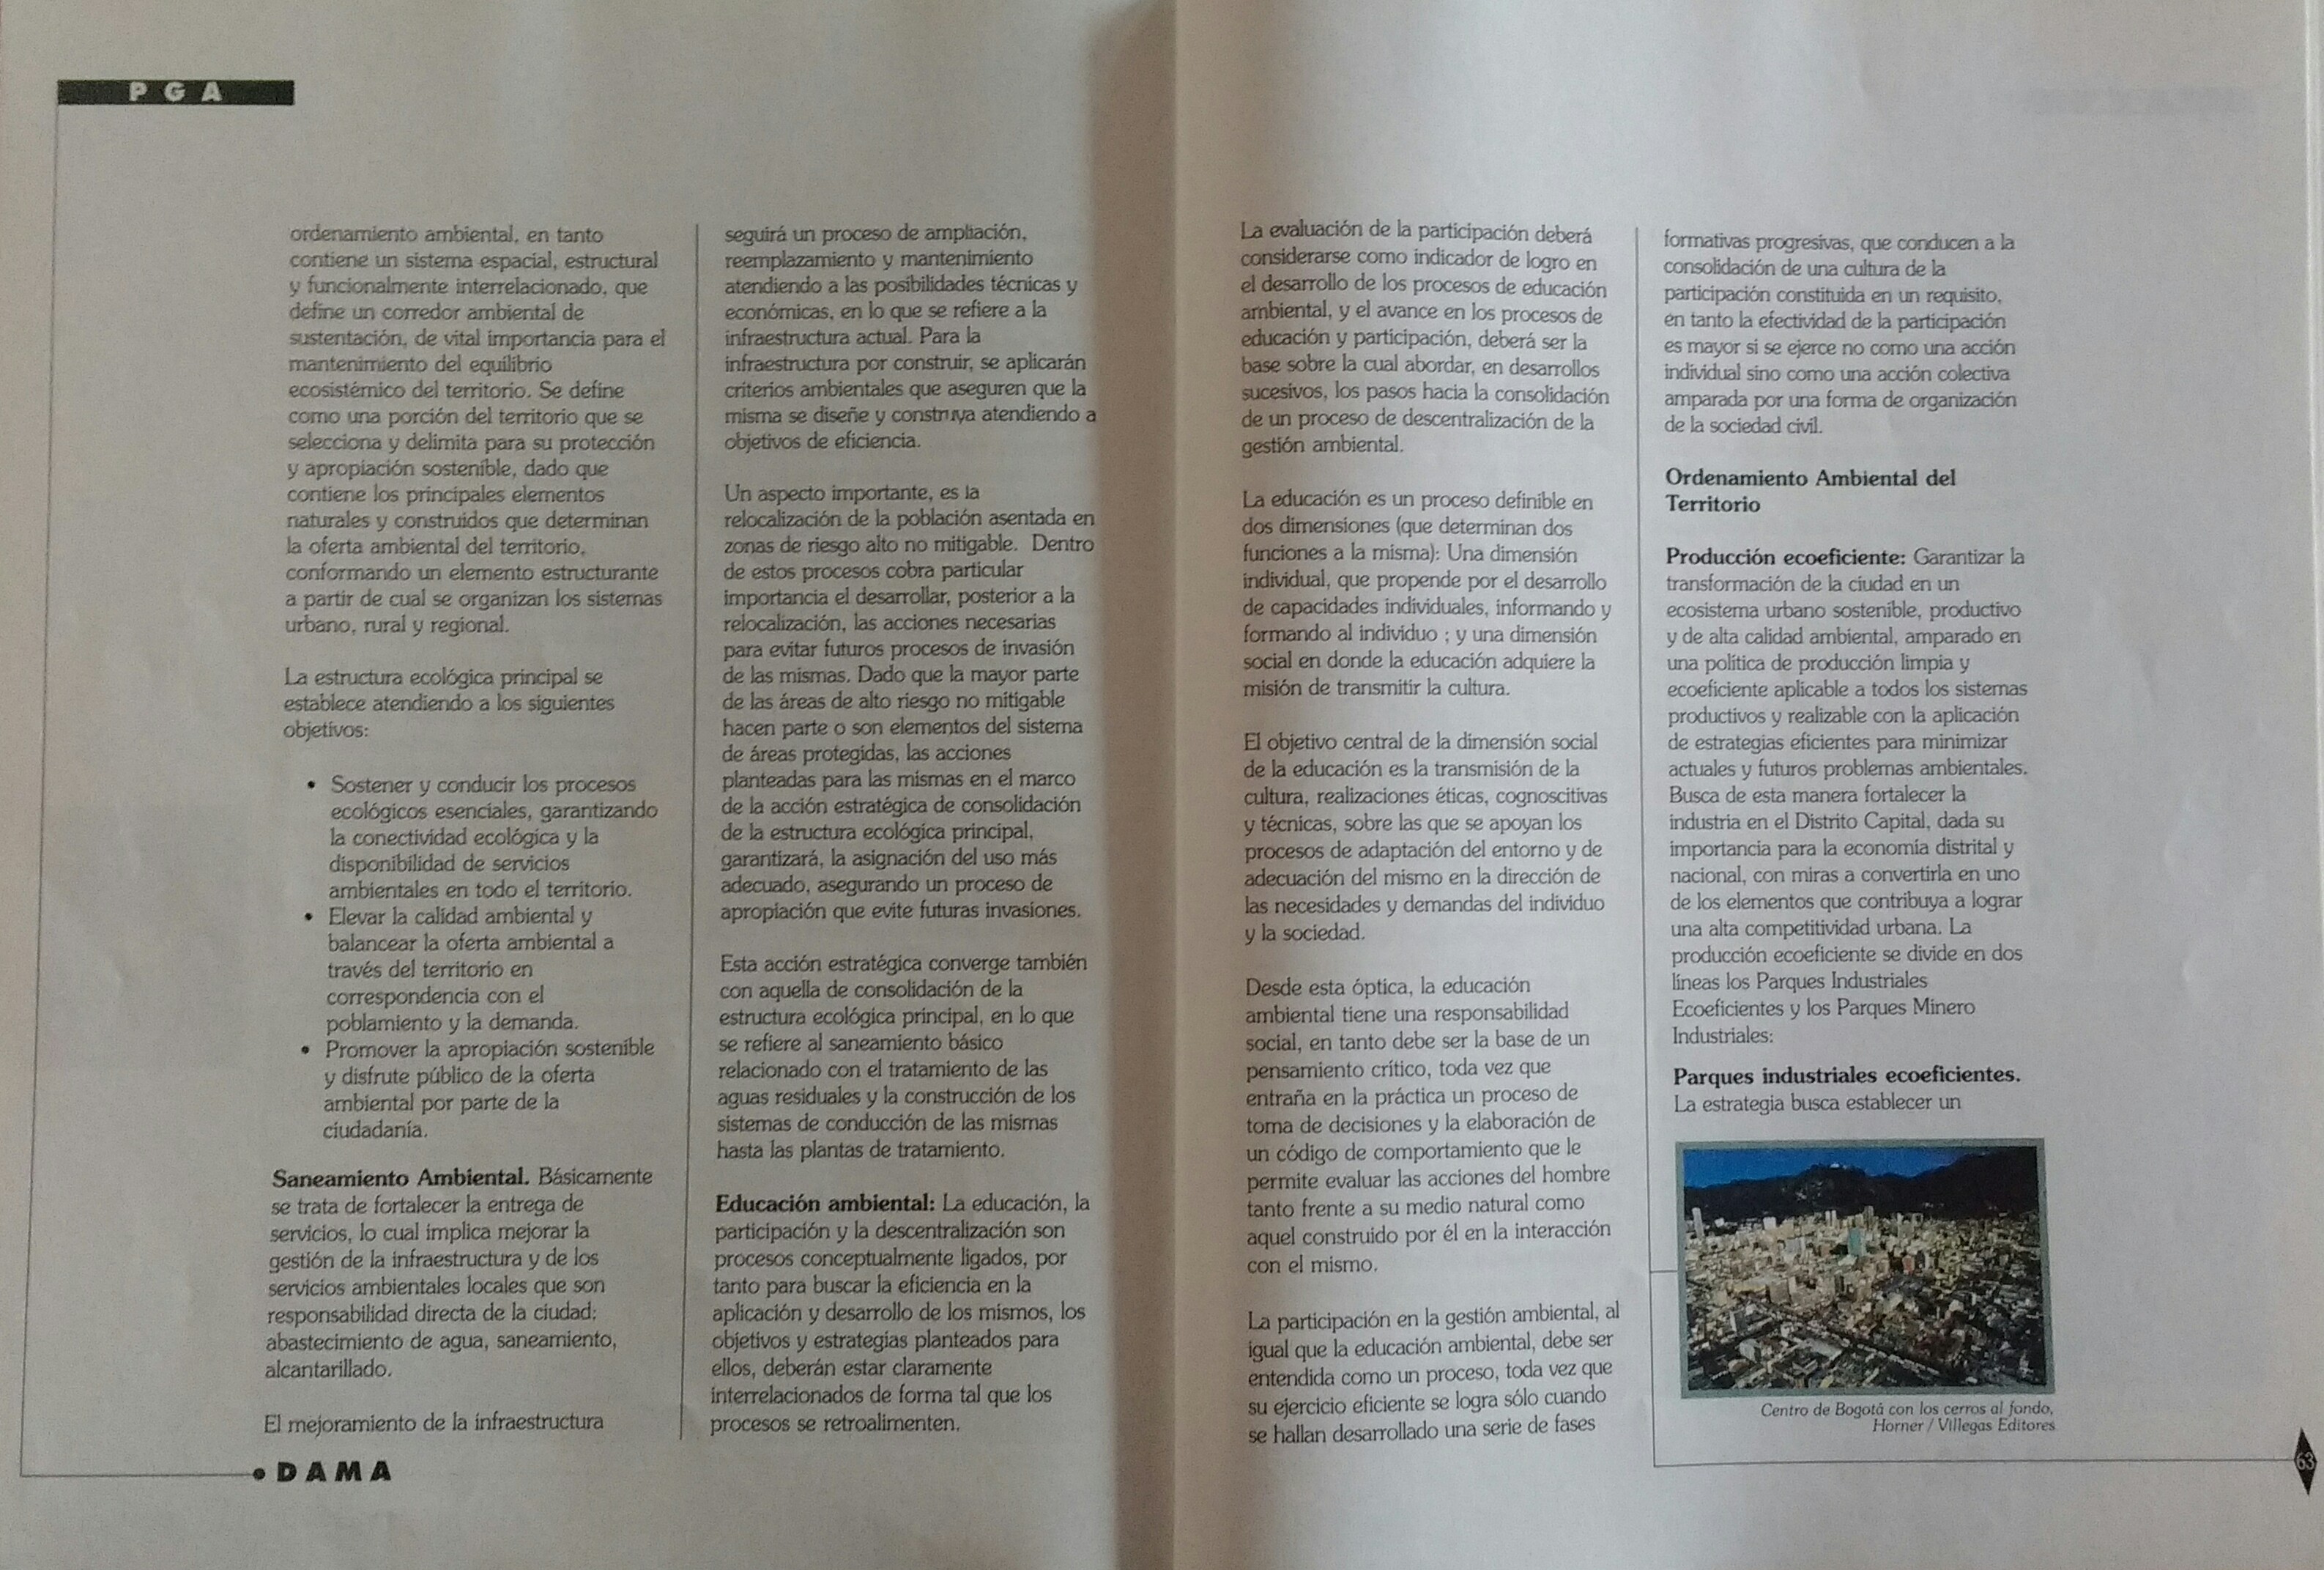 PGA
ordenamiento ambiental, en tanto
contiene un sistema espacial, estructural
y funcionalmente interrelacionado, que
define un corredor ambiental de
sustentación, de vital importancia para el
mantenimiento del equilibrio
ecosistémico del territorio. Se define
como una porción del territorio que se
selecciona y delimita para su protección
y apropiación sostenible, dado que
contiene los principales elementos
naturales y construidos que determinan
la oferta ambiental del territorio,
conformando un elemento estructurante
a partir de cual se organizan los sistemas
urbano, rural y regional.
La estructura ecológica principal se
establece atendiendo a los siguientes
objetivos:
• Sostener y conducir los procesos
ecológicos esenciales, garantizando
la conectividad ecológica y la
disponibilidad de servicios
ambientales en todo el territorio.
• Elevar la calidad ambiental y
balancear la oferta ambiental a
través del territorio en
correspondencia con el
poblamiento y la demanda.
• Promover la apropiación sostenible
y disfrute público de la oferta
ambiental por parte de la
ciudadanía.
Saneamiento Ambiental. Básicamente
se trata de fortalecer la entrega de
servicios, lo cual implica mejorar la
gestión de la infraestructura y de los
servicios ambientales locales que son
responsabilidad directa de la ciudad:
abastecimiento de agua, saneamiento,
alcantarillado.
El mejoramiento de la infraestructura
seguirá un proceso de ampliación,
reemplazamiento y mantenimiento
atendiendo a las posibilidades técnicas y
económicas, en lo que se refiere a la
infraestructura actual. Para la
infraestructura por construir, se aplicarán
criterios ambientales que aseguren que la
misma se diseñe y construya atendiendo a
objetivos de eficiencia.
Un aspecto importante, es la
relocalización de la población asentada en
zonas de riesgo alto no mitigable. Dentro
de estos procesos cobra particular
importancia el desarrollar, posterior a la
relocalización, las acciones necesarias
para evitar futuros procesos de invasión
de las mismas. Dado que la mayor parte
de las áreas de alto riesgo no mitigable
hacen parte o son elementos del sistema
de áreas protegidas, las acciones
planteadas para las mismas en el marco
de la acción estratégica de consolidación
de la estructura ecológica principal,
garantizará, la asignación del uso más
adecuado, asegurando un proceso de
apropiación que evite futuras invasiones.
Esta acción estratégica converge también
con aquella de consolidación de la
estructura ecológica principal, en lo que
se refiere al saneamiento básico
relacionado con el tratamiento de las
aguas residuales y la construcción de los
sistemas de conducción de las mismas
hasta las plantas de tratamiento.
Educación ambiental: La educación, la
participación y la descentralización son
procesos conceptualmente ligados, por
tanto para buscar la eficiencia en la
aplicación y desarrollo de los mismos, los
objetivos y estrategias planteados para
ellos, deberán estar claramente
interrelacionados de forma tal que los
procesos se retroalimenten.
• DAMA
La evaluación de la participación deberá
considerarse como indicador de logro en
el desarrollo de los procesos de educación
ambiental, y el avance en los procesos de
educación y participación, deberá ser la
base sobre la cual abordar, en desarrollos
sucesivos, los pasos hacia la consolidación
de un proceso de descentralización de la
gestión ambiental.
La educación es un proceso definible en
dos dimensiones (que determinan dos
funciones a la misma): Una dimensión
individual, que propende por el desarrollo
de capacidades individuales, informando y
formando al individuo ; y una dimensión
social en donde la educación adquiere la
misión de transmitir la cultura.
El objetivo central de la dimensión social
de la educación es la transmisión de la
cultura, realizaciones éticas, cognoscitivas
y técnicas, sobre las que se apoyan los
procesos de adaptación del entorno y de
adecuación del mismo en la dirección de
las necesidades y demandas del individuo
y la sociedad.
Desde esta óptica, la educación
ambiental tiene una responsabilidad
social, en tanto debe ser la base de un
pensamiento crítico, toda vez que
entraña en la práctica un proceso de
toma de decisiones y la elaboración de
un código de comportamiento que le
permite evaluar las acciones del hombre
tanto frente a su medio natural como
aquel construido por él en la interacción
con el mismo.
La participación en la gestión ambiental, al
igual que la educación ambiental, debe ser
entendida como un proceso, toda vez que
su ejercicio eficiente se logra sólo cuando
se hallan desarrollado una serie de fases
formativas progresivas, que conducen a la
consolidación de una cultura de la
participación constituida en un requisito,
en tanto la efectividad de la participación
es mayor si se ejerce no como una acción
individual sino como una acción colectiva
amparada por una forma de organización
de la sociedad civil.
Ordenamiento Ambiental del
Territorio
Producción ecoeficiente: Garantizar la
transformación de la ciudad en un
ecosistema urbano sostenible, productivo
y de alta calidad ambiental, amparado en
una política de producción limpia y
ecoeficiente aplicable a todos los sistemas
productivos y realizable con la aplicación
de estrategias eficientes para minimizar
actuales y futuros problemas ambientales.
Busca de esta manera fortalecer la
industria en el Distrito Capital, dada su
importancia para la economía distrital y
nacional, con miras a convertirla en uno
de los elementos que contribuya a lograr
una alta competitividad urbana. La
producción ecoeficiente se divide en dos
líneas los Parques Industriales
Ecoeficientes y los Parques Minero
Industriales:
Parques industriales ecoeficientes.
La estrategia busca establecer un
Centro de Bogotá con los cerros al fondo,
Horner / Villegas Editores
63